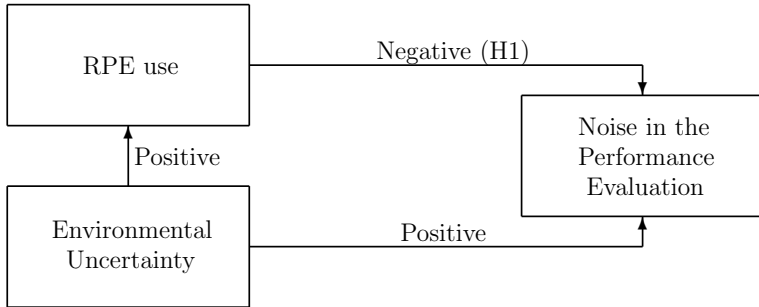 RPE use
Negative (H1)
Noise in the
Performance
Evaluation
Positive
Environmental
Uncertainty
Positive